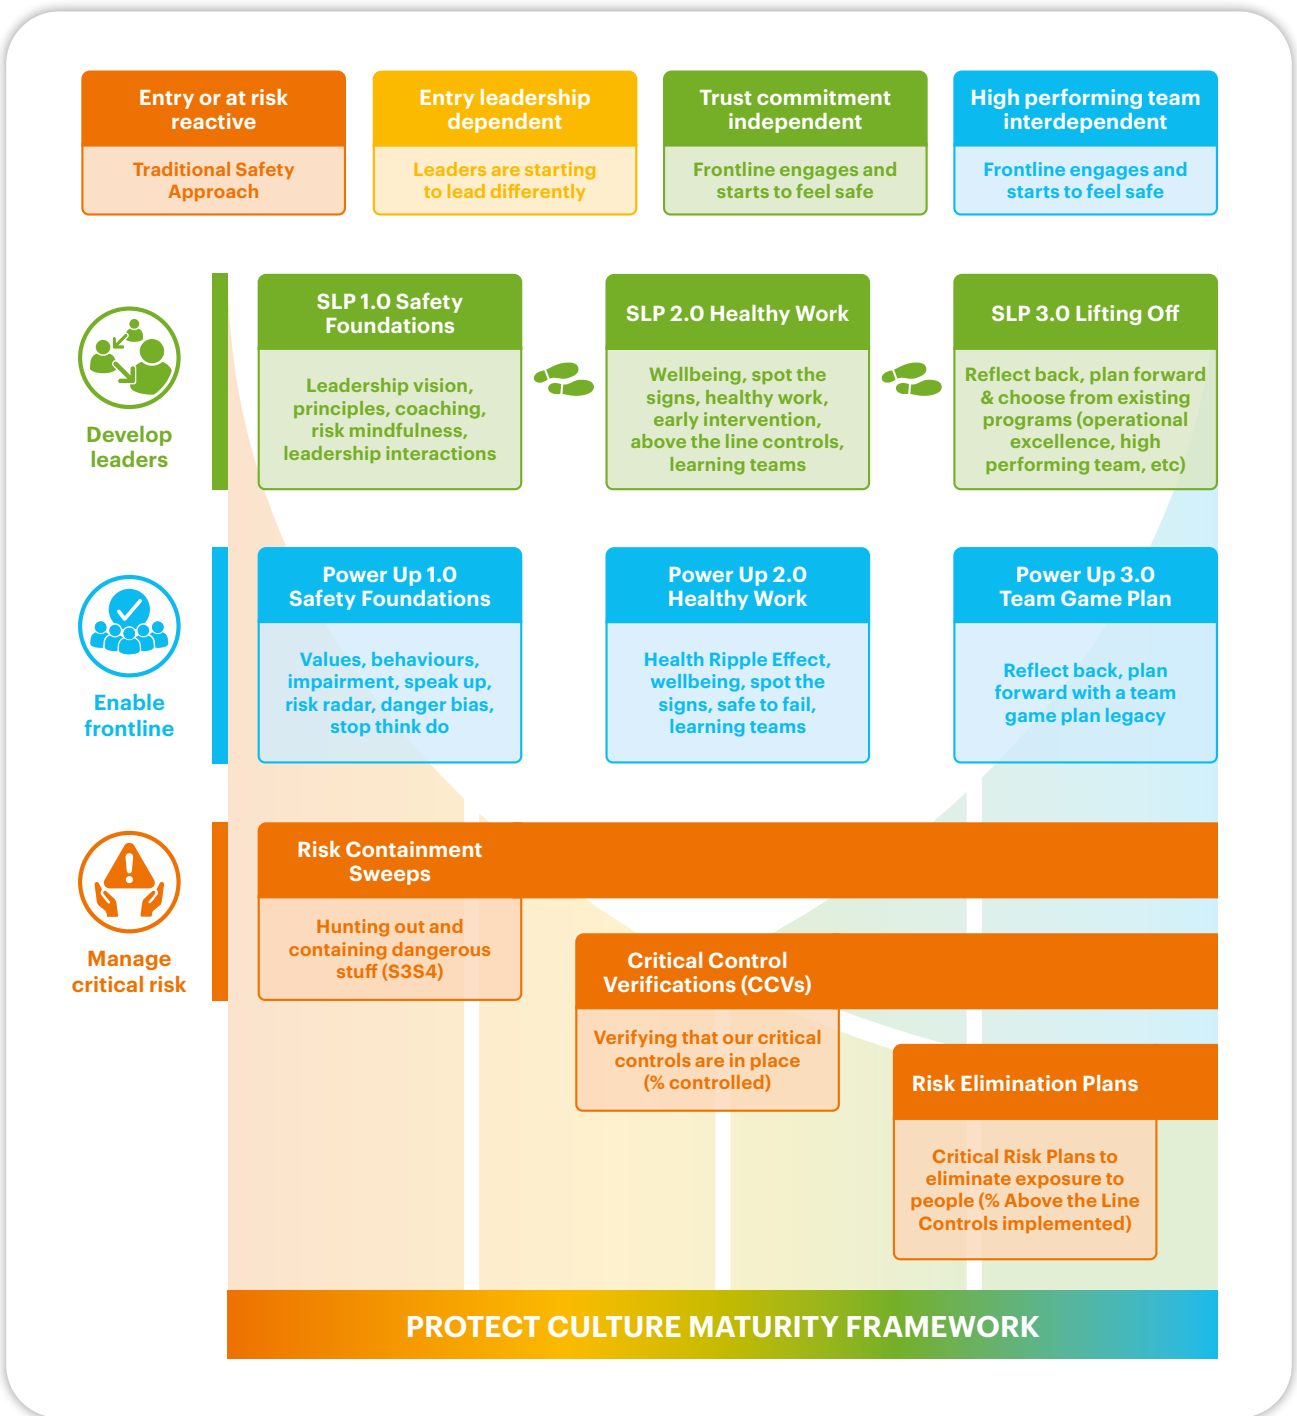 Entry or at risk
reactive
Traditional Safety
Approach
Entry leadership
dependent
Leaders are starting
to lead differently
Trust commitment
independent
Frontline engages and
starts to feel safe
High performing team
interdependent
Frontline engages and
starts to feel safe
Develop
leaders
SLP 1.0 Safety
Foundations
Leadership vision,
principles, coaching,
risk mindfulness,
leadership interactions
SLP 2.0 Healthy Work
Wellbeing, spot the
signs, healthy work,
early intervention,
above the line controls,
learning teams
SLP 3.0 Lifting Off
Reflect back, plan forward
& choose from existing
programs (operational
excellence, high
performing team, etc)
Enable
frontline
Power Up 1.0
Safety Foundations
Values, behaviours,
impairment, speak up,
risk radar, danger bias,
stop think do
Power Up 2.0
Healthy Work
Health Ripple Effect,
wellbeing, spot the
signs, safe to fail,
learning teams
Power Up 3.0
Team Game Plan
Reflect back, plan
forward with a team
game plan legacy
Manage
critical risk
Risk Containment
Sweeps
Hunting out and
containing dangerous
stuff (S3S4)
Critical Control
Verifications (CCVs)
Verifying that our critical
controls are in place
(% controlled)
Risk Elimination Plans
Critical Risk Plans to
eliminate exposure to
people (% Above the Line
Controls implemented)
PROTECT CULTURE MATURITY FRAMEWORK